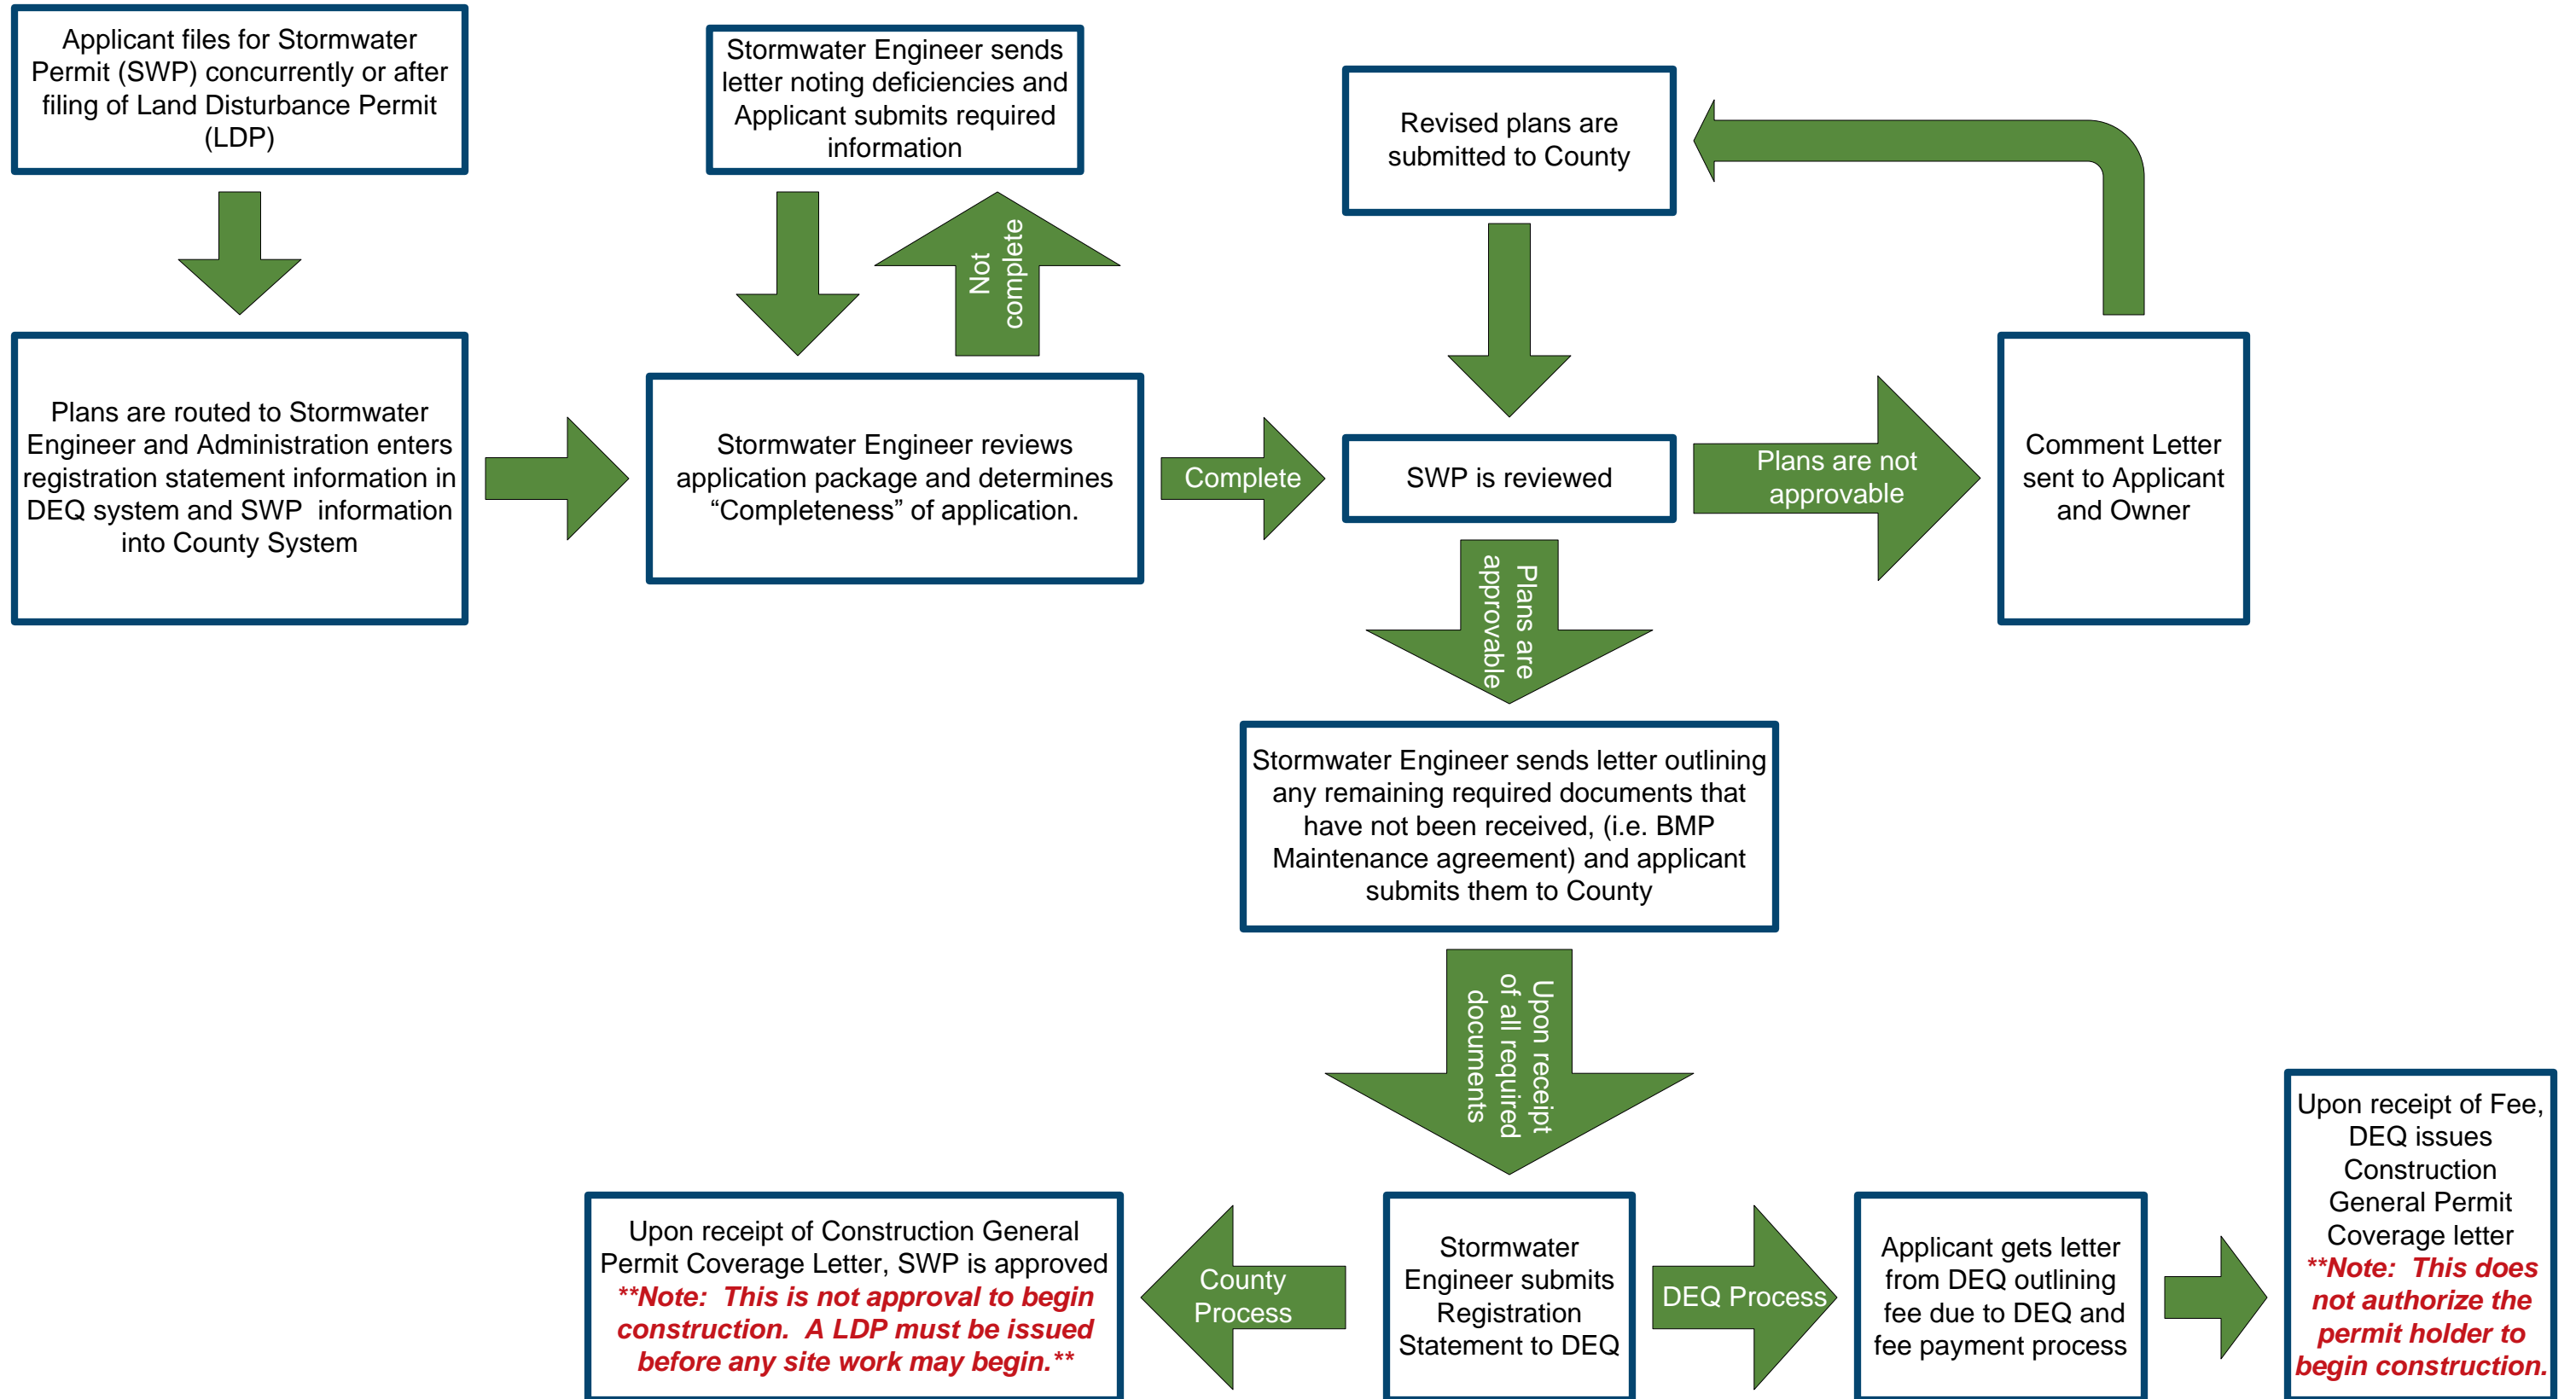 Applicant files for Stormwater
Permit (SWP) concurrently or after
filing of Land Disturbance Permit
(LDP)
Stormwater Engineer sends
letter noting deficiencies and
Applicant submits required
information
Revised plans are
submitted to County
Not
complete
Plans are routed to Stormwater
Engineer and Administration enters
registration statement information in
DEQ system and SWP information
into County System
Stormwater Engineer reviews
application package and determines
“Completeness” of application.
Complete
SWP is reviewed
Plans are not
approvable
Comment Letter
sent to Applicant
and Owner
Plans are
approvable
Stormwater Engineer sends letter outlining
any remaining required documents that
have not been received, (i.e. BMP
Maintenance agreement) and applicant
submits them to County
Upon receipt
of all required
documents
Upon receipt of Construction General
Permit Coverage Letter, SWP is approved
**Note: This is not approval to begin
construction. A LDP must be issued
before any site work may begin.**
County
Process
Stormwater
Engineer submits
Registration
Statement to DEQ
DEQ Process
Applicant gets letter
from DEQ outlining
fee due to DEQ and
fee payment process
Upon receipt of Fee,
DEQ issues
Construction
General Permit
Coverage letter
**Note: This does
not authorize the
permit holder to
begin construction.